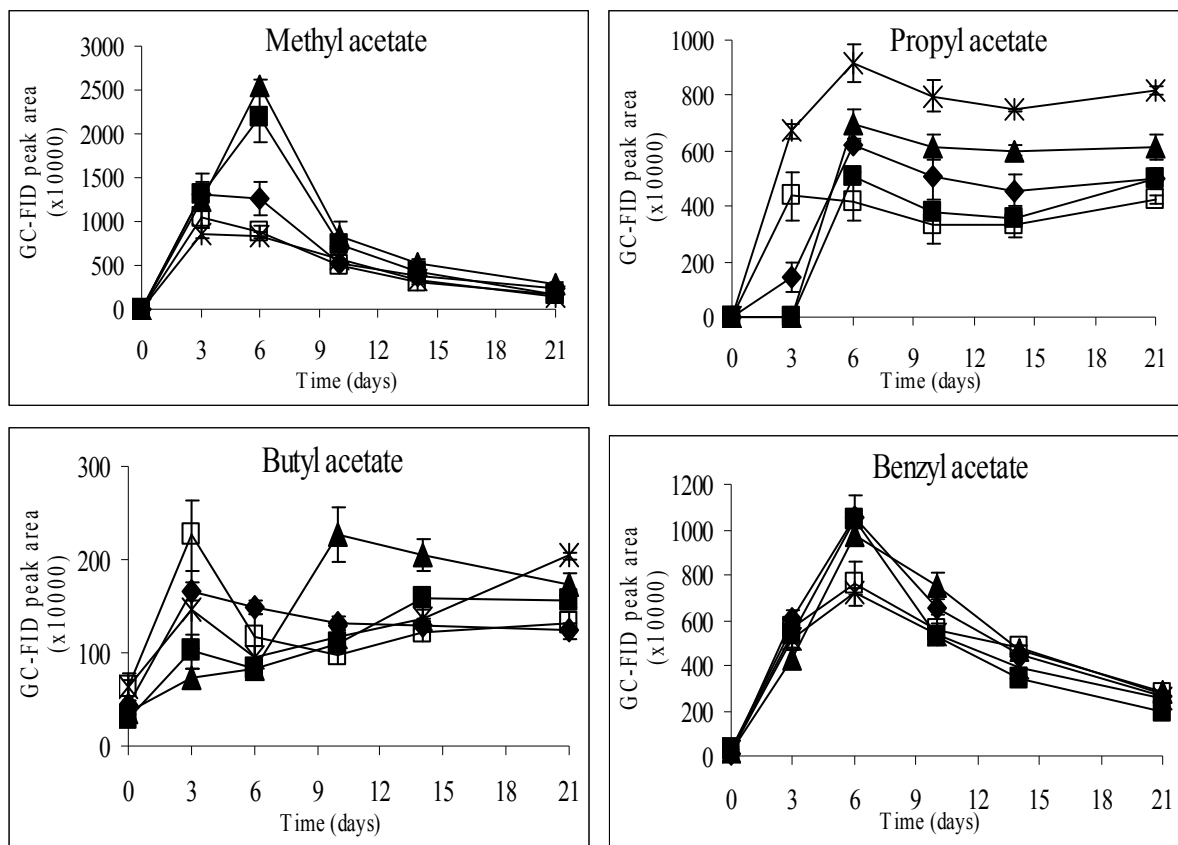 Methyl acetate
GC-FID peak area
(x10000)
3000
2500
2000
1500
1000
500
0
0 3 6 9 12 15 18 21
Time (days)
Propyl acetate
GC-FID peak area
(x10000)
1000
800
600
400
200
0
0 3 6 9 12 15 18 21
Time (days)
Butyl acetate
GC-FID peak area
(x10000)
300
200
100
0
0 3 6 9 12 15 18 21
Time (days)
Benzyl acetate
GC-FID peak area
(x10000)
1200
1000
800
600
400
200
0
0 3 6 9 12 15 18 21
Time (days)